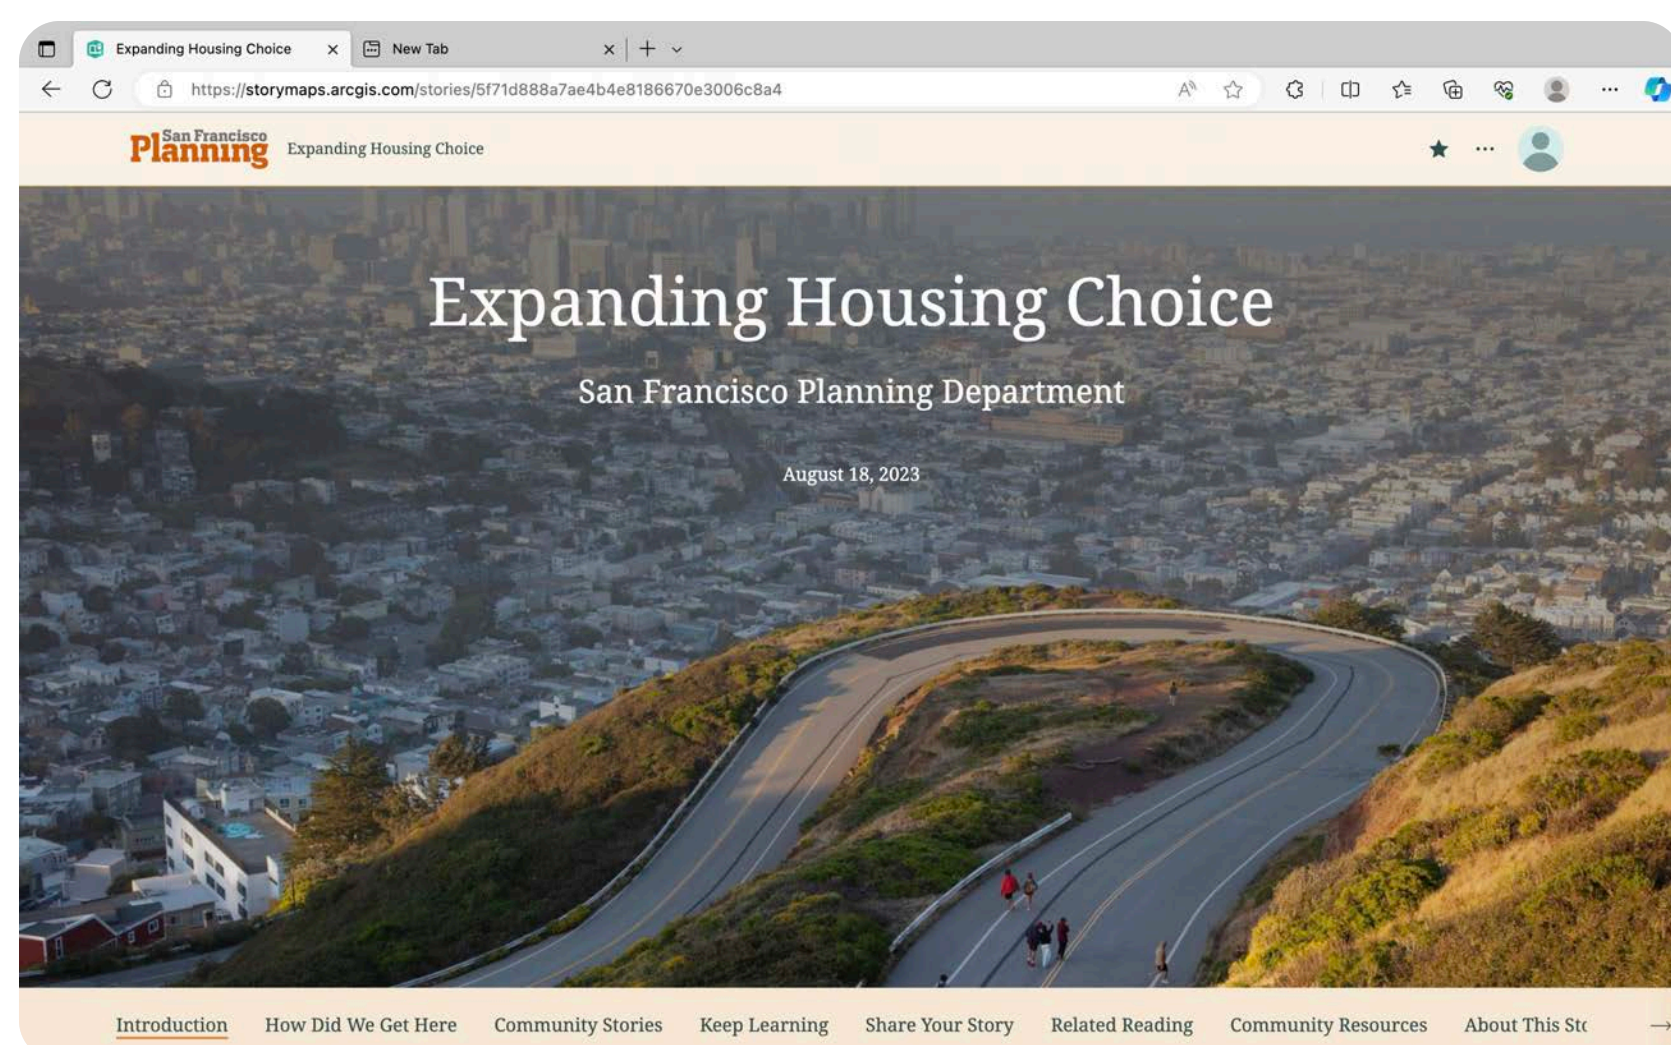 Expanding Housing Choice
New Tab
https://storymaps.arcgis.com/stories/5f71d888a7ae4b4e8186670e3006c8a4
San Francisco
Planning
Expanding Housing Choice
Expanding Housing Choice
San Francisco Planning Department
August 18, 2023
Introduction How Did We Get Here Community Stories Keep Learning Share Your Story Related Reading Community Resources About This